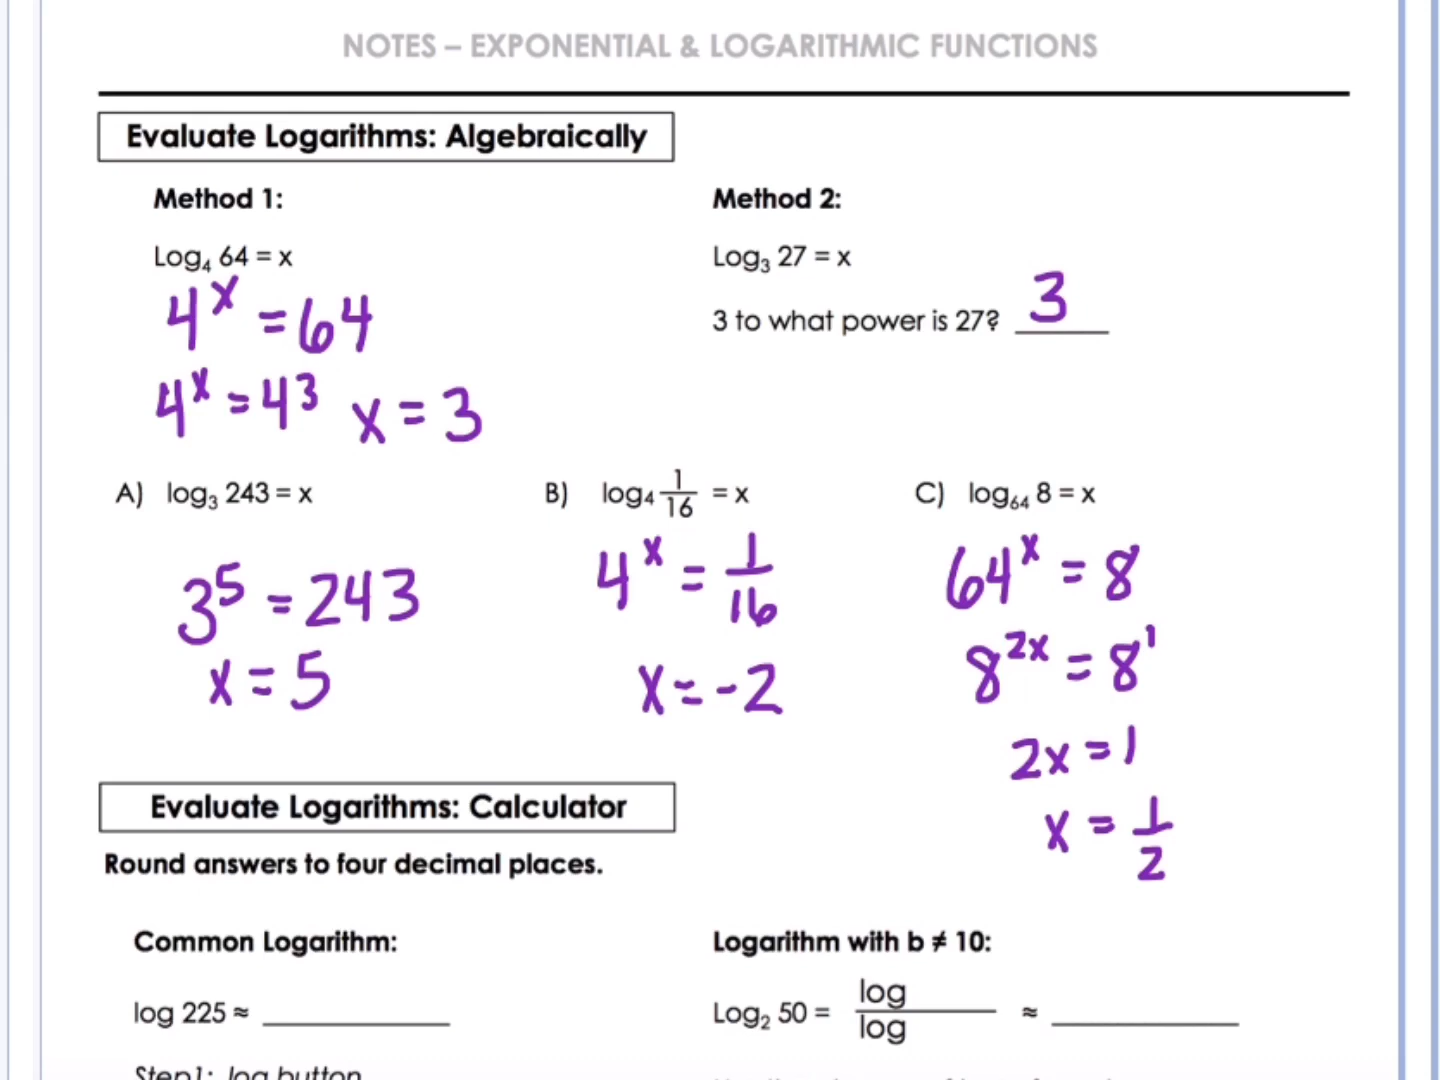 NOTES – EXPONENTIAL & LOGARITHMIC FUNCTIONS
Evaluate Logarithms: Algebraically
Method 1:
Log₄ 64 = x
4ˣ = 64
4ˣ = 4³ x = 3
Method 2:
Log₃ 27 = x
3 to what power is 27? 3
A) log₃ 243 = x
3⁵ = 243
x = 5
B) log₄ 1/16 = x
4ˣ = 1/16
x = -2
C) log₆₄ 8 = x
64ˣ = 8
8²ˣ = 8¹
2x = 1
x = 1/2
Evaluate Logarithms: Calculator
Round answers to four decimal places.
Common Logarithm:
log 225 ≈ ________
Step1: log button
Logarithm with b ≠ 10:
Log₂ 50 = log/log ≈ ________